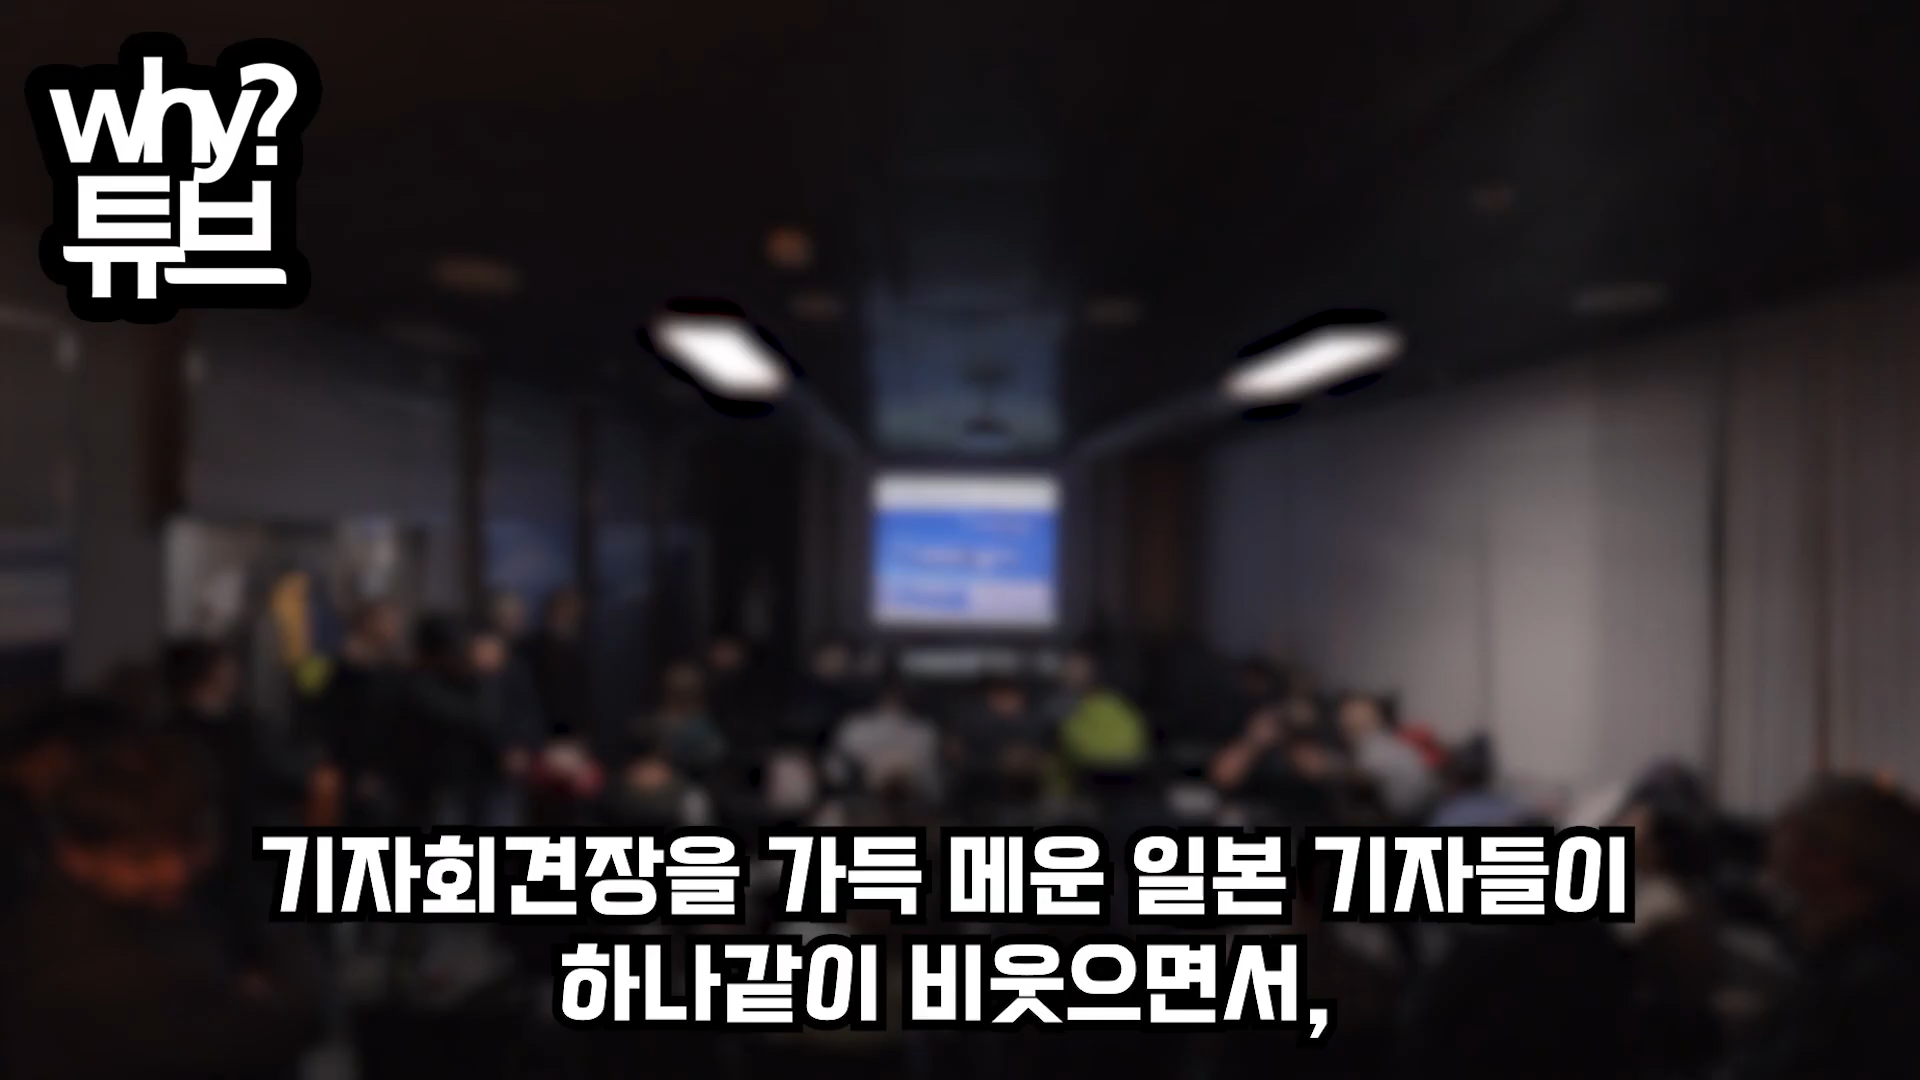 why?
튜브
기자회견장을 가득 메운 일본 기자들이
하나같이 비웃으면서,